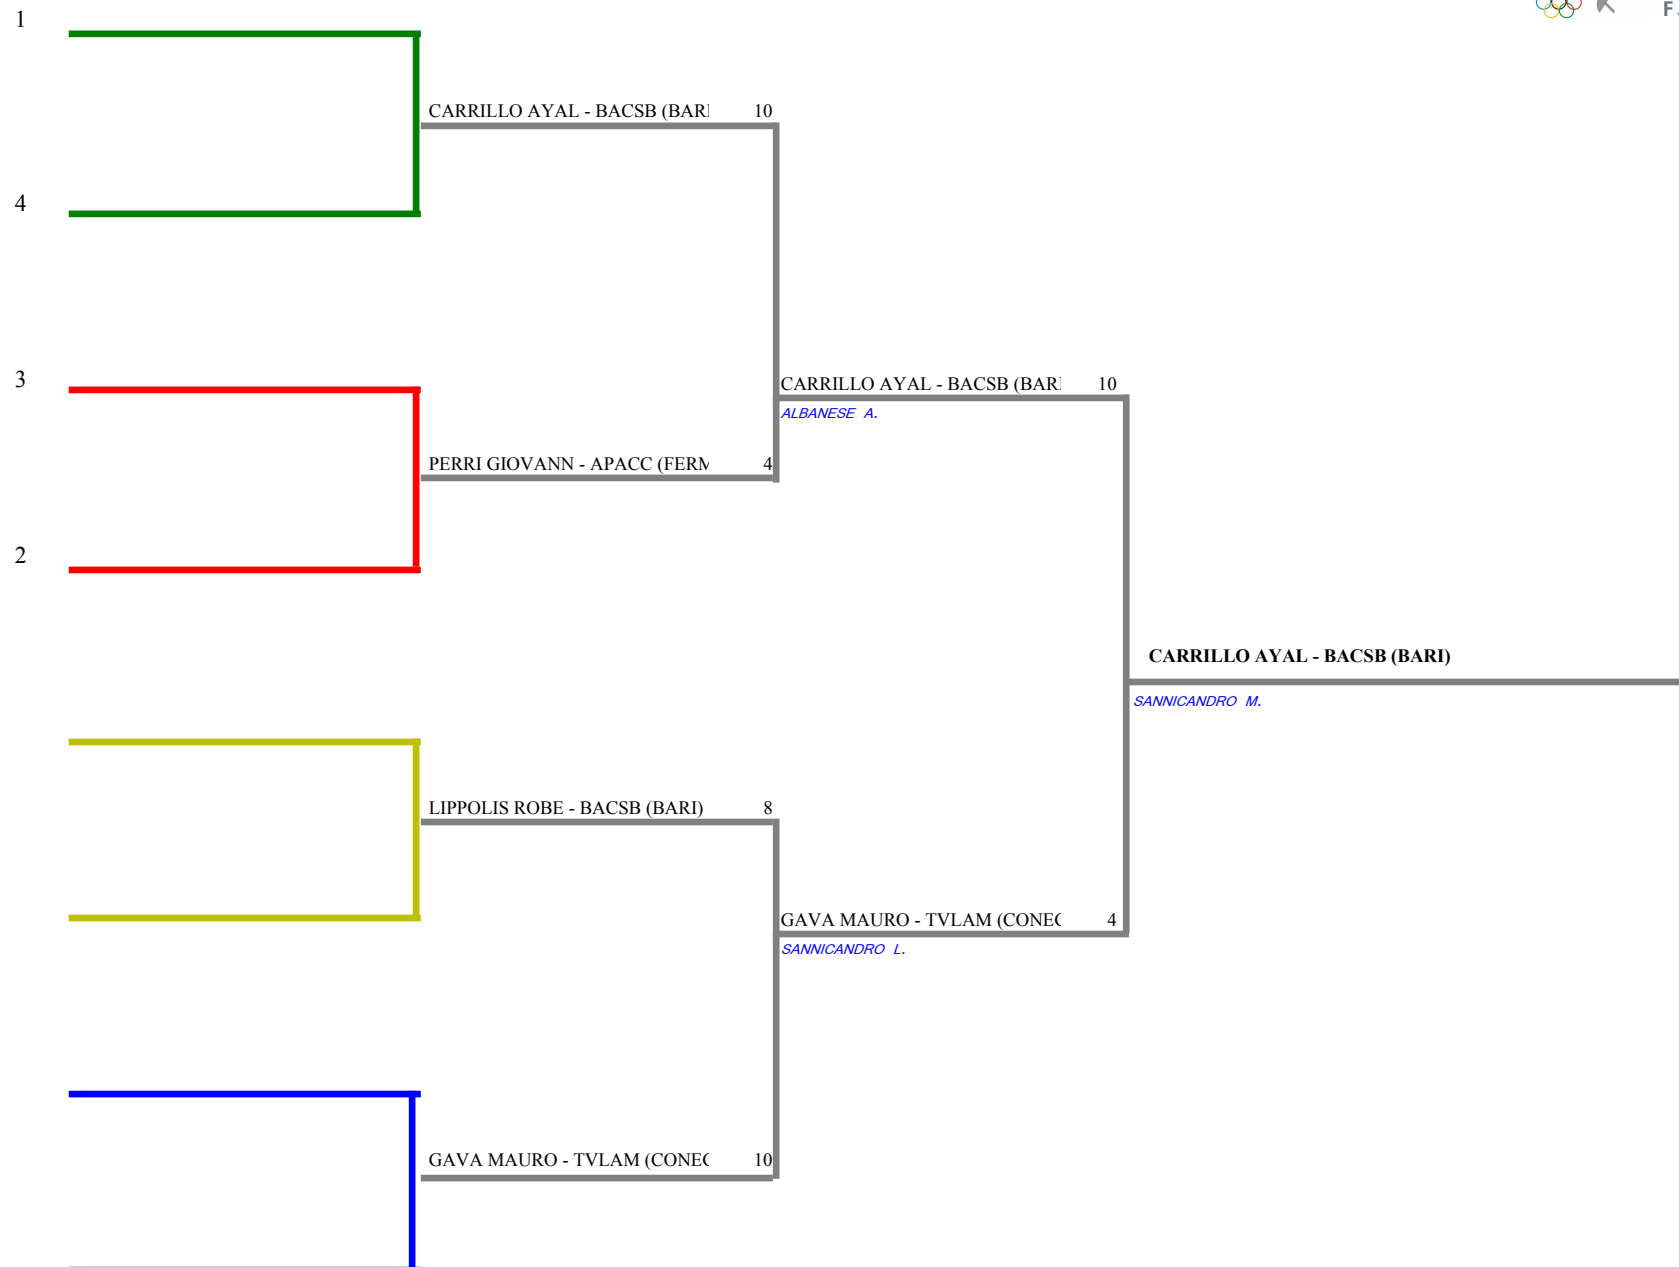 1
F
CARRILLO AYAL - BACSB (BARI 10
4
3
CARRILLO AYAL - BACSB (BARI 10
ALBANESE A.
PERRI GIOVANN - APACC (FERM 4
2
CARRILLO AYAL - BACSB (BARI)
SANNICANDRO M.
LIPPOLIS ROBE - BACSB (BARI) 8
GAVA MAURO - TVLAM (CONEG 4
SANNICANDRO L.
GAVA MAURO - TVLAM (CONEG 10